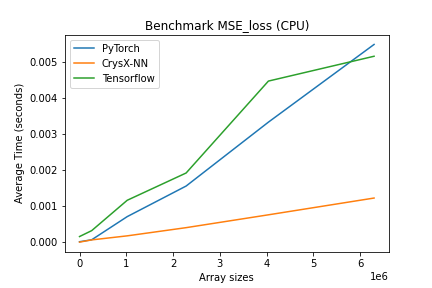 Benchmark MSE_loss (CPU)
PyTorch
CrysX-NN
Tensorflow
Average Time (seconds)
0.005
0.004
0.003
0.002
0.001
0.000
0 1 2 3 4 5 6
1e6
Array sizes